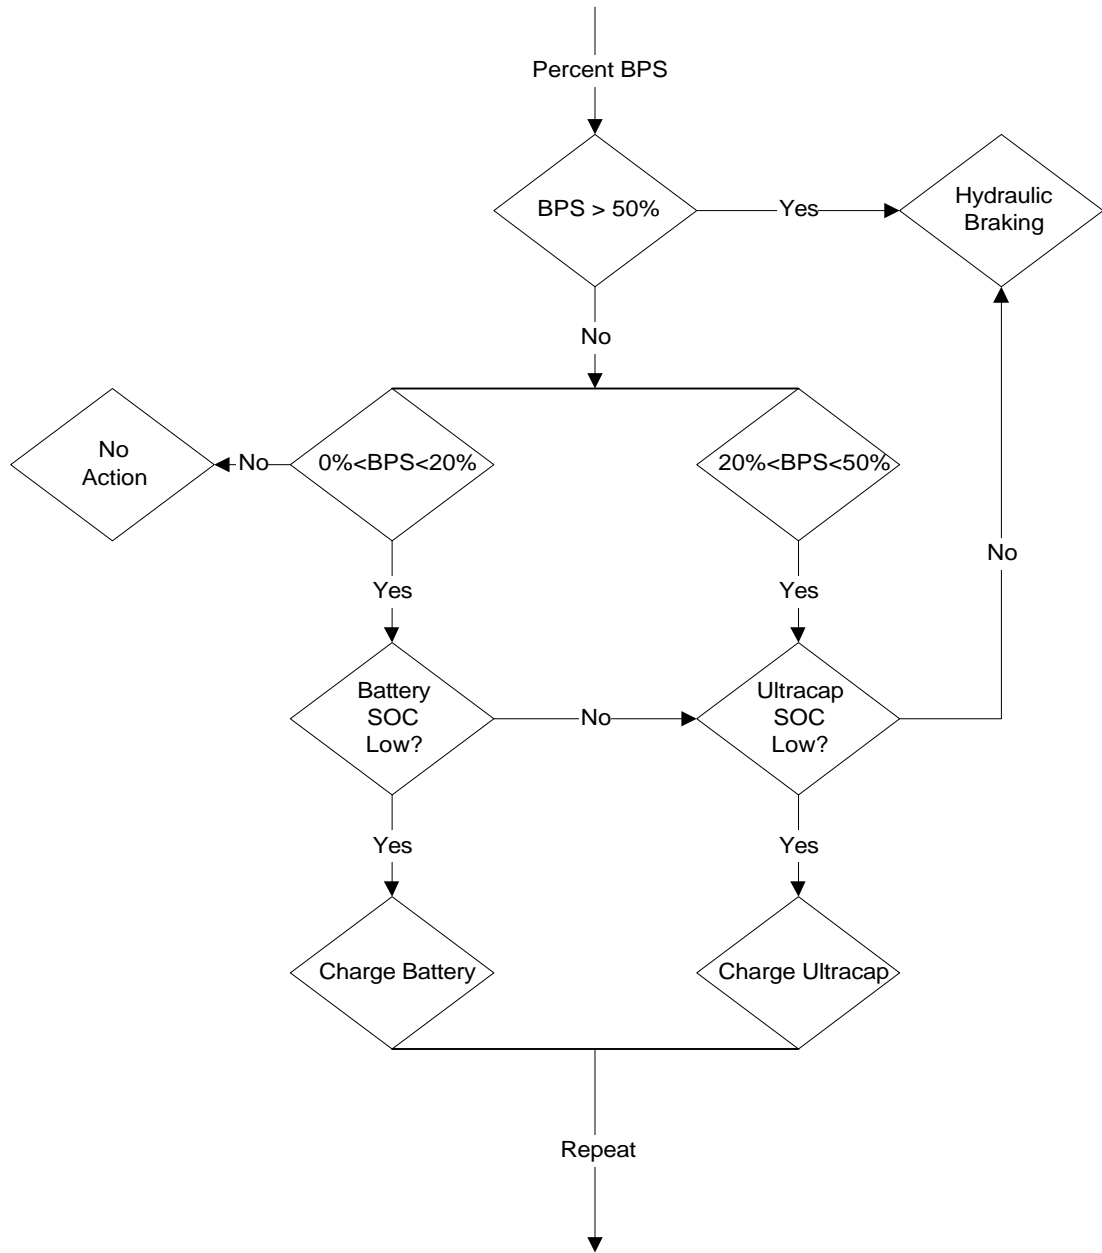 Percent BPS
BPS > 50%
Yes
Hydraulic
Braking
No
No
Action
No
0%<BPS<20%
20%<BPS<50%
No
Yes
Yes
Battery
SOC
Low?
No
Ultracap
SOC
Low?
Yes
Yes
Charge Battery
Charge Ultracap
Repeat